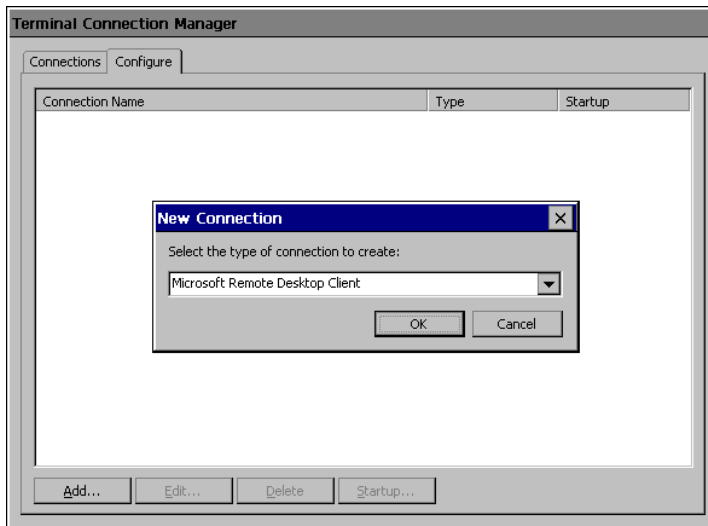 Terminal Connection Manager
Connections Configure
Connection Name Type Startup
New Connection
Select the type of connection to create:
Microsoft Remote Desktop Client
OK Cancel
Add... Edit... Delete Startup...